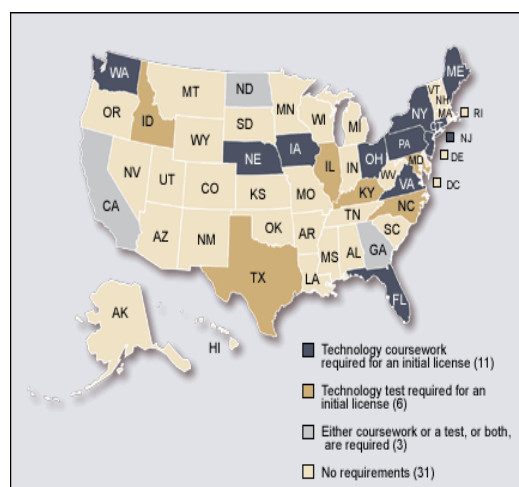 WA
ME
MT
ND
VT
NH
OR
MN
NY
MA
RI
ID
SD
WI
MI
CT
WY
PA
NJ
IA
NE
OH
DE
NV
IL
IN
MD
UT
WV
CO
VA
DC
CA
KS
MO
KY
NC
TN
AZ
NM
OK
AR
SC
MS
AL
GA
TX
LA
AK
FL
HI
Technology coursework
required for an initial license (11)
Technology test required for an
initial license (6)
Either coursework or a test, or both,
are required (3)
No requirements (31)